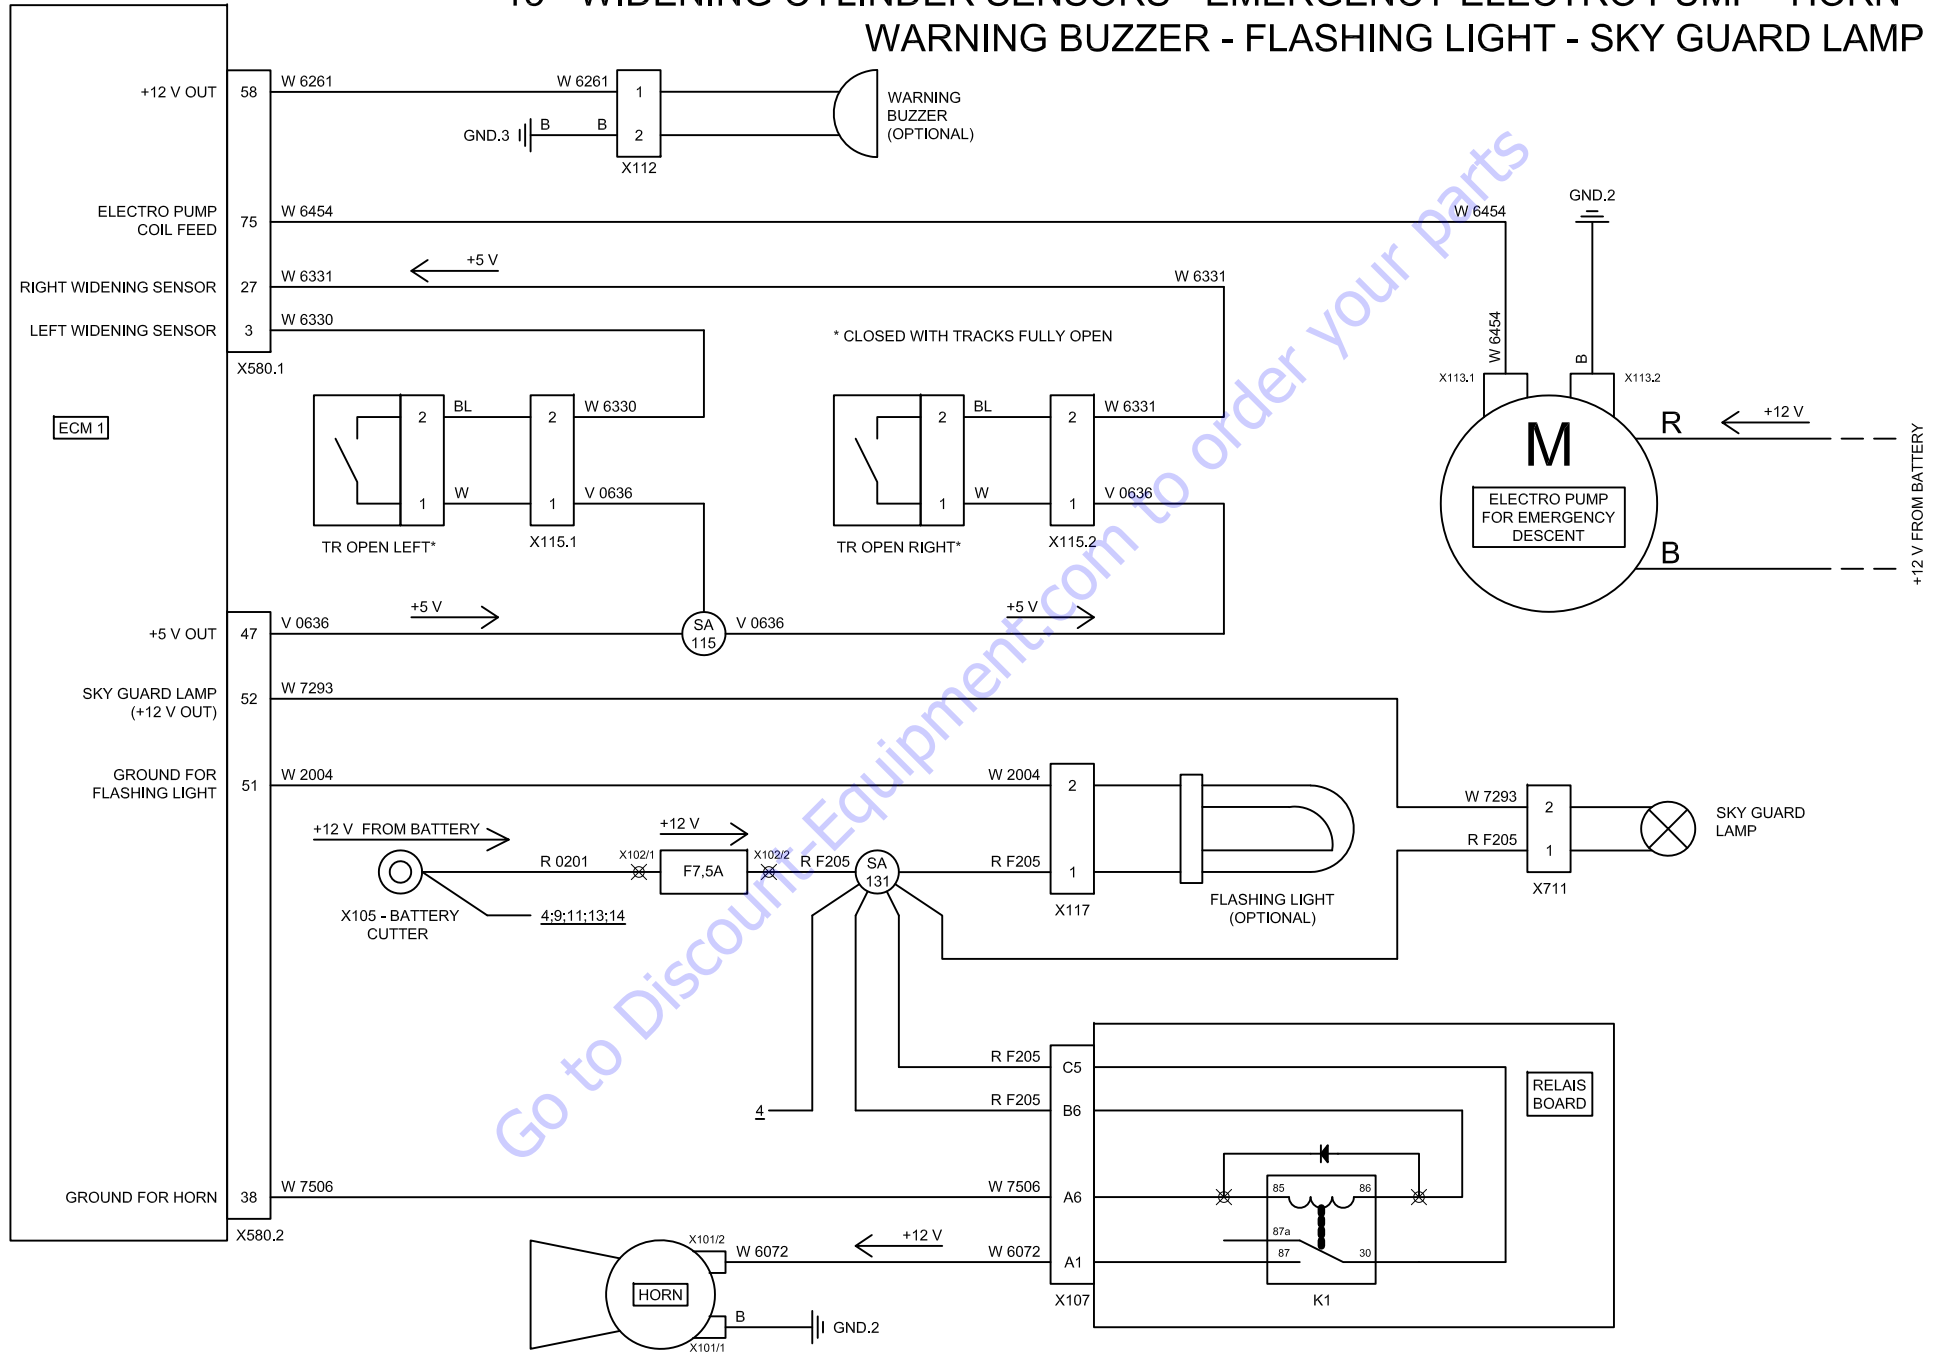 WARNING BUZZER - FLASHING LIGHT - SKY GUARD LAMP
+12 V OUT
58
W 6261
W 6261
1
GND.3
B
B
2
X112
WARNING
BUZZER
(OPTIONAL)
ELECTRO PUMP
COIL FEED
75
W 6454
W 6454
GND.2
+5 V
RIGHT WIDENING SENSOR
27
W 6331
W 6331
LEFT WIDENING SENSOR
3
W 6330
* CLOSED WITH TRACKS FULLY OPEN
W 6454
B
X580.1
X113.1
X113.2
ECM 1
2
BL
2
W 6330
1
W
1
V 0636
TR OPEN LEFT*
X115.1
2
BL
2
W 6331
1
W
1
V 0636
TR OPEN RIGHT*
X115.2
M
R
+12 V
ELECTRO PUMP
FOR EMERGENCY
DESCENT
B
+12 V FROM BATTERY
+5 V
+5 V
+5 V OUT
47
V 0636
SA
115
V 0636
SKY GUARD LAMP
(+12 V OUT)
52
W 7293
GROUND FOR
FLASHING LIGHT
51
W 2004
W 2004
2
W 7293
2
SKY GUARD
LAMP
R F205
1
X711
+12 V FROM BATTERY
+12 V
R 0201
X102/1
F7,5A
X102/2
R F205
SA
131
R F205
1
X117
FLASHING LIGHT
(OPTIONAL)
X105 - BATTERY
CUTTER
4;9;11;13;14
R F205
C5
RELAIS
BOARD
4
R F205
B6
GROUND FOR HORN
38
W 7506
W 7506
A6
85
86
X580.2
87a
87
30
X101/2
W 6072
+12 V
W 6072
A1
HORN
X107
K1
B
GND.2
X101/1
Go to Discount-Equipment.com to order your parts